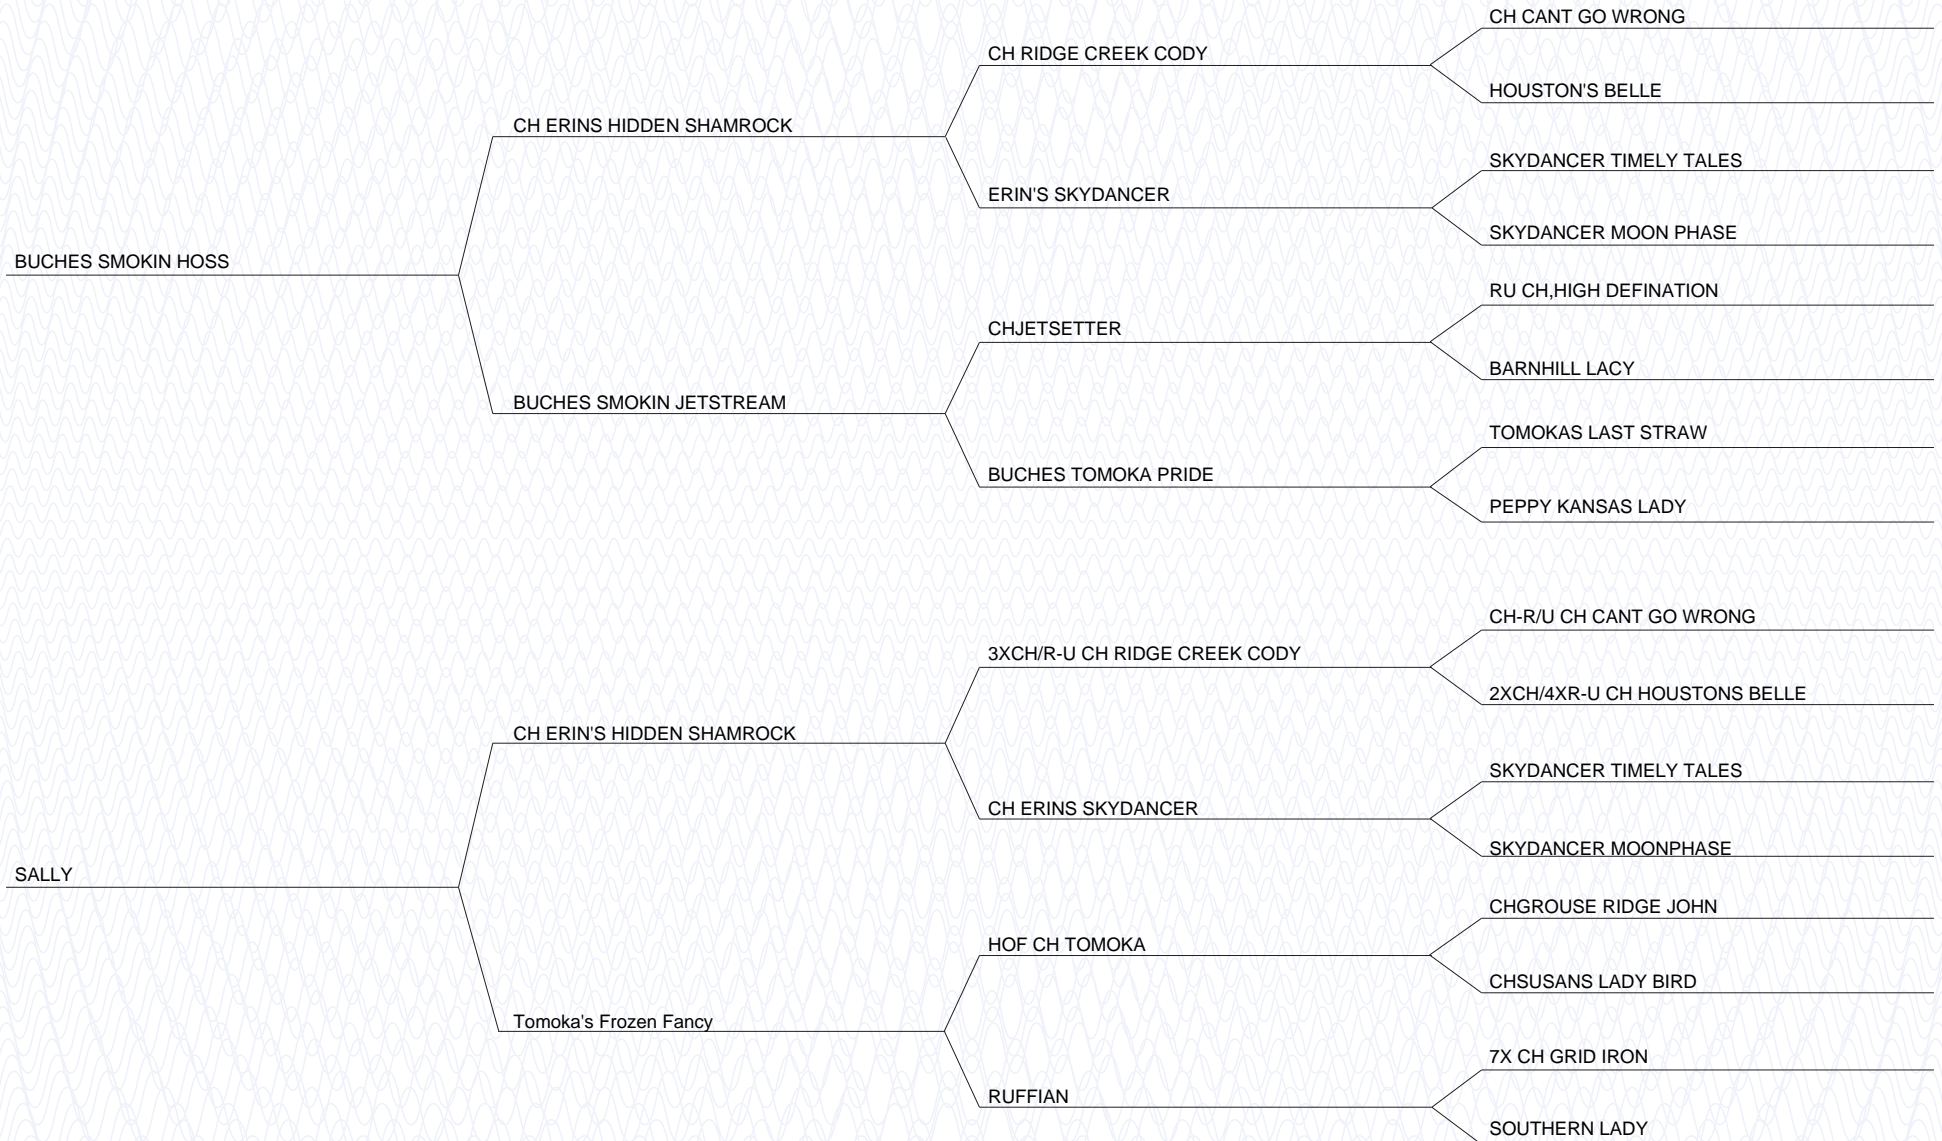 CH CANT GO WRONG
CH RIDGE CREEK CODY
HOUSTON'S BELLE
CH ERINS HIDDEN SHAMROCK
SKYDANCER TIMELY TALES
ERIN'S SKYDANCER
SKYDANCER MOON PHASE
BUCHES SMOKIN HOSS
RU CH,HIGH DEFINATION
CHJETSETTER
BARNHILL LACY
BUCHES SMOKIN JETSTREAM
TOMOKAS LAST STRAW
BUCHES TOMOKA PRIDE
PEPPY KANSAS LADY
CH-R/U CH CANT GO WRONG
3XCH/R-U CH RIDGE CREEK CODY
2XCH/4XR-U CH HOUSTONS BELLE
CH ERIN'S HIDDEN SHAMROCK
SKYDANCER TIMELY TALES
CH ERINS SKYDANCER
SKYDANCER MOONPHASE
SALLY
CHGROUSE RIDGE JOHN
HOF CH TOMOKA
CHSUSANS LADY BIRD
Tomoka's Frozen Fancy
7X CH GRID IRON
RUFFIAN
SOUTHERN LADY